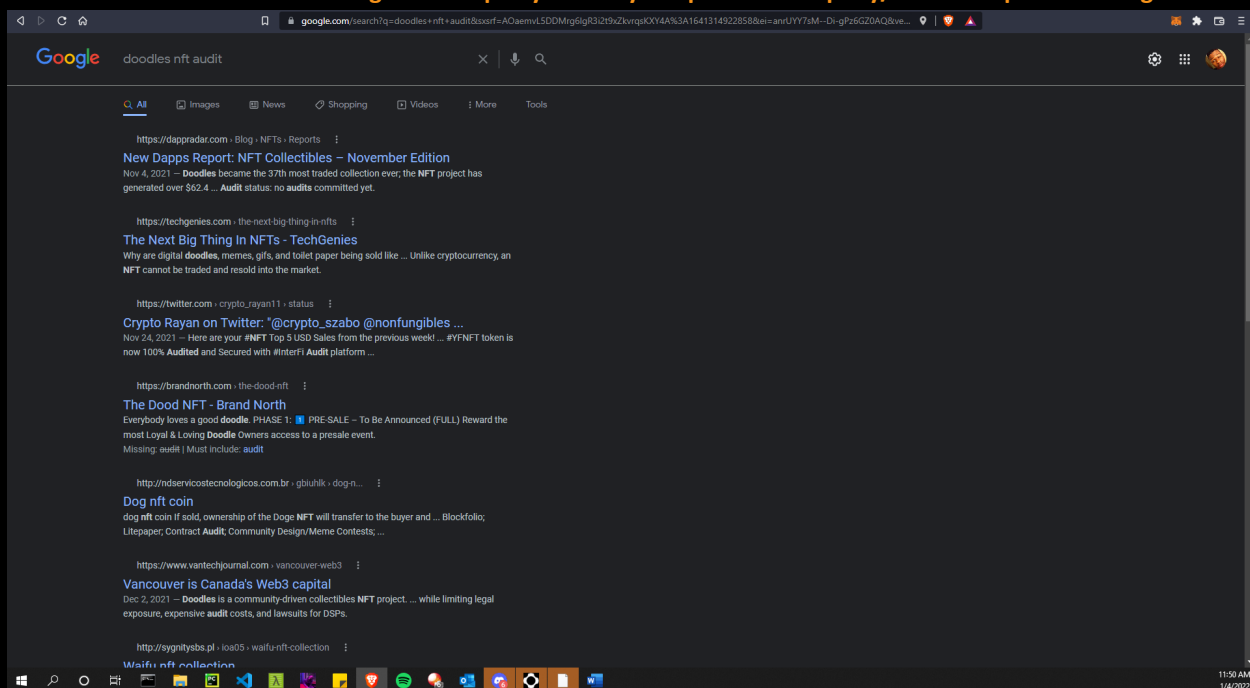 google.com/search?q=doodles+nft+audit&sxsrf=AOaemvL5DDMrg6IgR3i2t9xZkvrqsKXY4A%3A1641314922858&ei=anrUYY7sM--Di-gPz6GZ0AQ&ve...
Google
doodles nft audit
All Images News Shopping Videos More Tools
https://dappradar.com › Blog › NFTs › Reports
New Dapps Report: NFT Collectibles – November Edition
Nov 4, 2021 — Doodles became the 37th most traded collection ever; the NFT project has
generated over $62.4 ... Audit status: no audits committed yet.
https://techgenies.com › the-next-big-thing-in-nfts
The Next Big Thing In NFTs - TechGenies
Why are digital doodles, memes, gifs, and toilet paper being sold like ... Unlike cryptocurrency, an
NFT cannot be traded and resold into the market.
https://twitter.com › crypto_rayan11 › status
Crypto Rayan on Twitter: "@crypto_szabo @nonfungibles ...
Nov 24, 2021 — Here are your #NFT Top 5 USD Sales from the previous week! ... #YFNFT token is
now 100% Audited and Secured with #InterFi Audit platform ...
https://brandnorth.com › the-dood-nft
The Dood NFT - Brand North
Everybody loves a good doodle. PHASE 1: 1️⃣ PRE-SALE – To Be Announced (FULL) Reward the
most Loyal & Loving Doodle Owners access to a presale event.
Missing: audit | Must include: audit
http://ndservicostecnologicos.com.br › gbiuhlk › dog-n...
Dog nft coin
dog nft coin If sold, ownership of the Doge NFT will transfer to the buyer and ... Blockfolio;
Litepaper; Contract Audit; Community Design/Meme Contests; ...
https://www.vantechjournal.com › vancouver-web3
Vancouver is Canada's Web3 capital
Dec 2, 2021 — Doodles is a community-driven collectibles NFT project. ... while limiting legal
exposure, expensive audit costs, and lawsuits for DSPs.
http://sygnitysbs.pl › ioa05 › waifu-nft-collection
Waifu nft collection
11:50 AM
1/4/2022